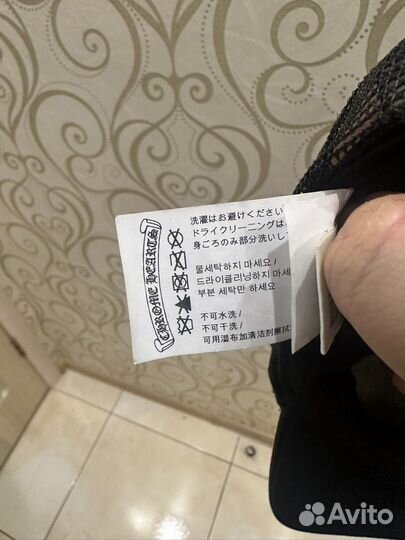 CHROME HEARTS
洗濯はお避けください
ドライクリーニングは
身ごろのみ部分洗いし
물세탁하지 마세요 /
드라이클리닝하지 마세요 /
부분 세탁만 하세요
不可水洗 /
不可干洗 /
可用湿布加清洁剂擦拭
Avito